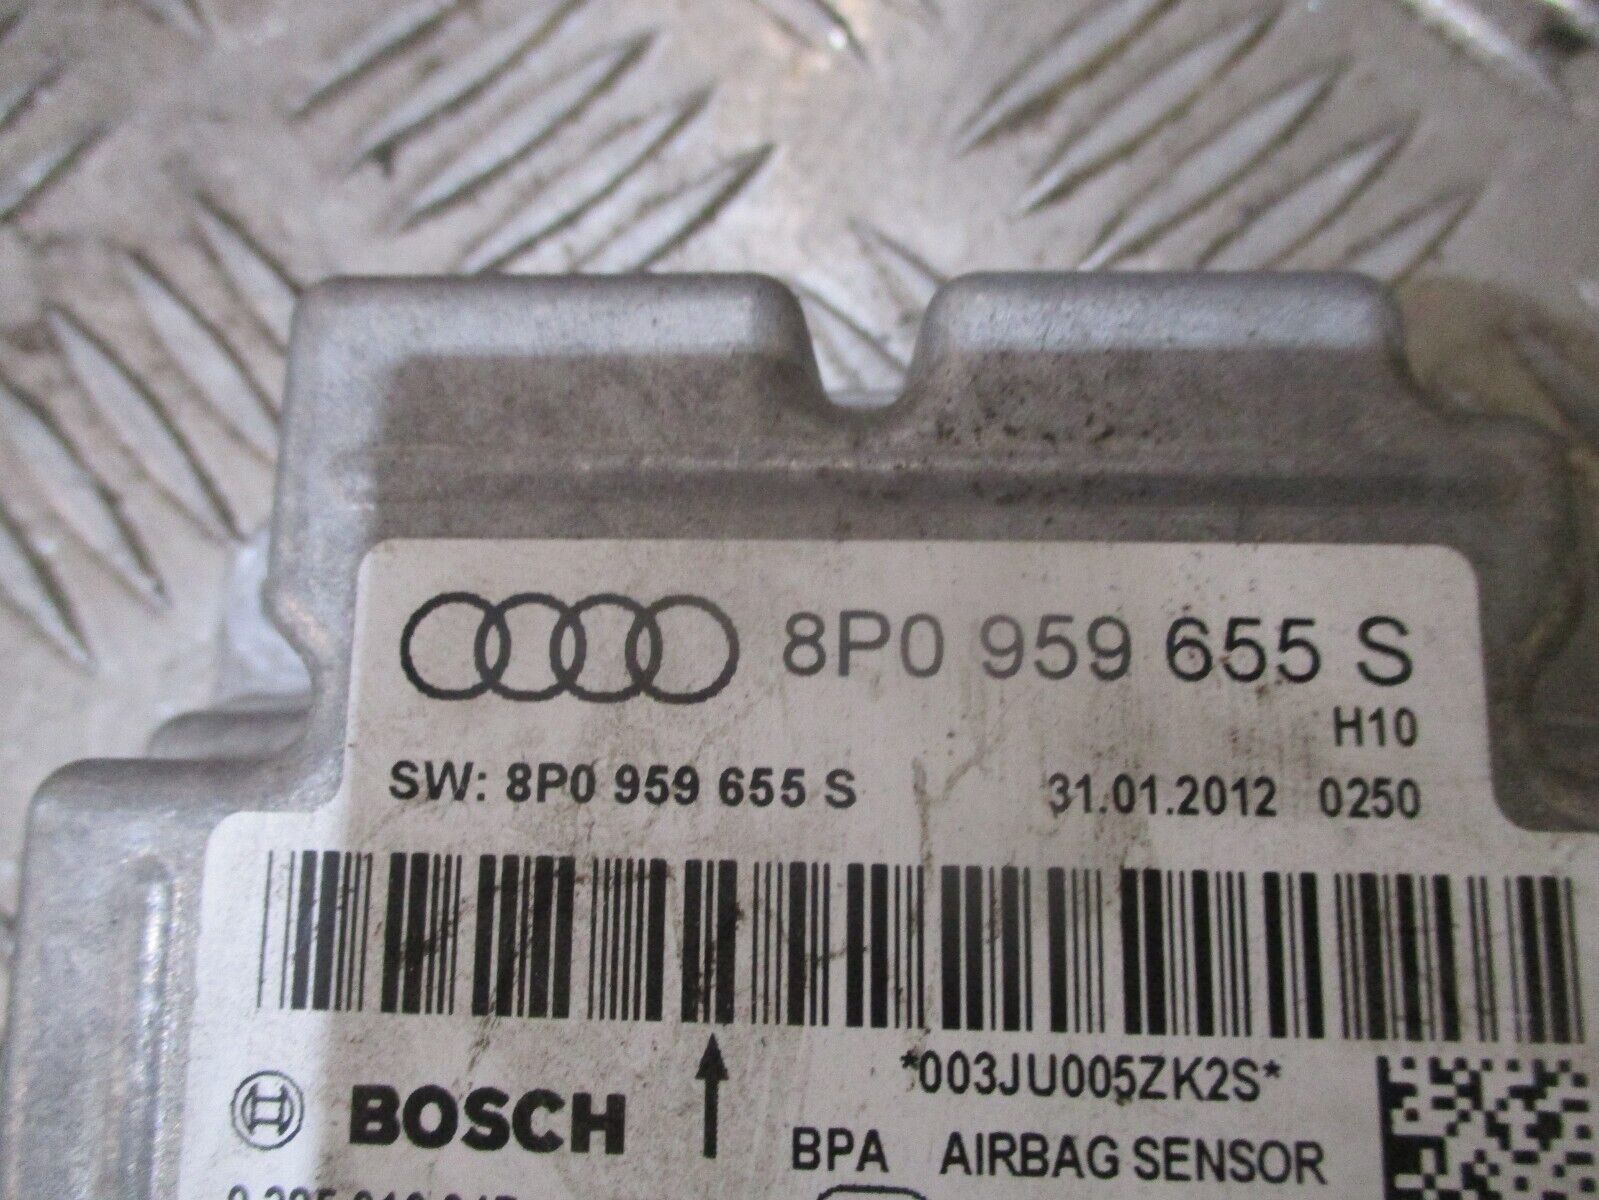 8P0 959 655 S
H10
SW: 8P0 959 655 S 31.01.2012 0250
*003JU005ZK2S*
BOSCH
BPA AIRBAG SENSOR